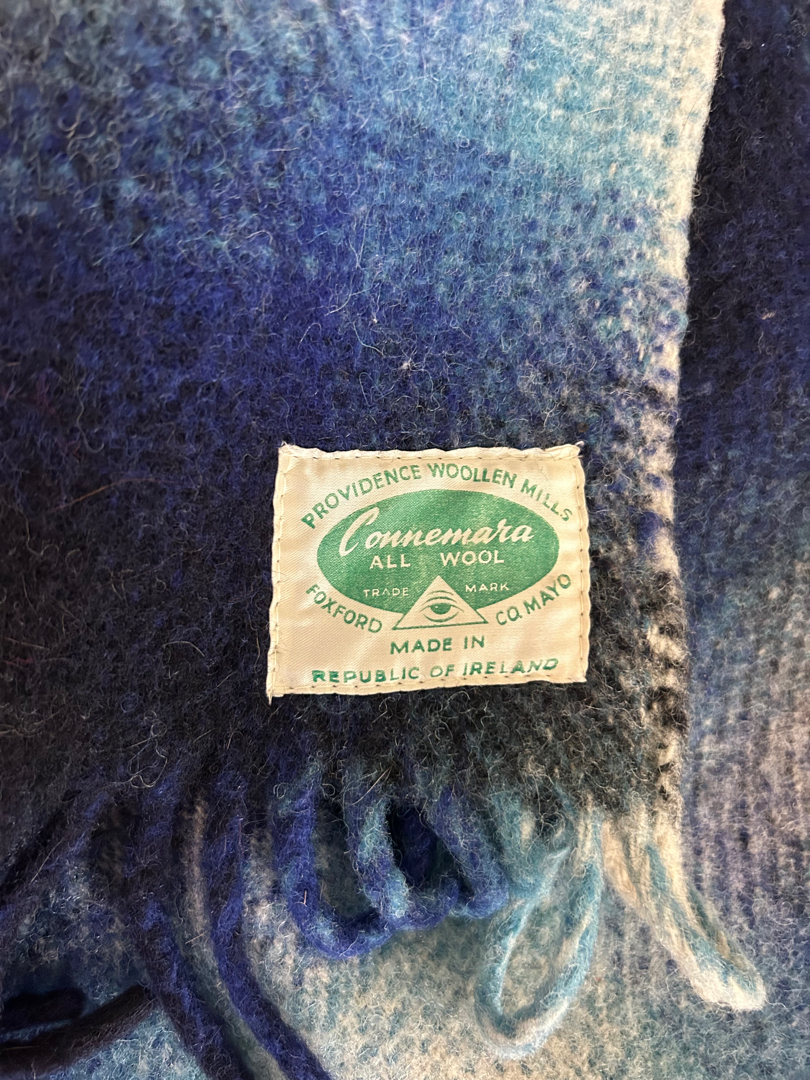 PROVIDENCE WOOLLEN MILLS
Connemara
ALL WOOL
TRADE MARK
FOXFORD CO. MAYO
MADE IN
REPUBLIC OF IRELAND